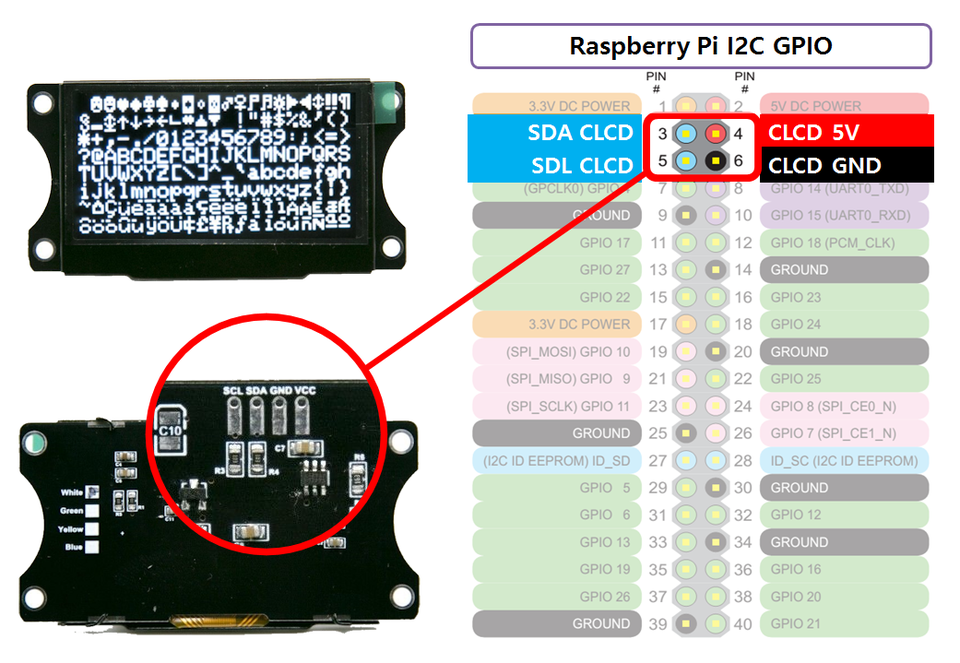 Raspberry Pi I2C GPIO
PIN #
PIN #
3.3V DC POWER 1 2 5V DC POWER
SDA CLCD 3 4 CLCD 5V
SDL CLCD 5 6 CLCD GND
(GPCLK0) 7 8 GPIO 14 (UART0_TXD)
GROUND 9 10 GPIO 15 (UART0_RXD)
GPIO 17 11 12 GPIO 18 (PCM_CLK)
GPIO 27 13 14 GROUND
GPIO 22 15 16 GPIO 23
3.3V DC POWER 17 18 GPIO 24
(SPI_MOSI) GPIO 10 19 20 GROUND
(SPI_MISO) GPIO 9 21 22 GPIO 25
(SPI_SCLK) GPIO 11 23 24 GPIO 8 (SPI_CE0_N)
GROUND 25 26 GPIO 7 (SPI_CE1_N)
(I2C ID EEPROM) ID_SD 27 28 ID_SC (I2C ID EEPROM)
GPIO 5 29 30 GROUND
GPIO 6 31 32 GPIO 12
GPIO 13 33 34 GROUND
GPIO 19 35 36 GPIO 16
GPIO 26 37 38 GPIO 20
GROUND 39 40 GPIO 21
0123456789
@ABCDEFGHIJKLMNOPQRS
TUVWXYZ[\]^_`abcdefgh
ijklmnopqrstuvwxyz{|}
SCL SDA GND VCC
C10
R3
R4
C7
White
Green
Yellow
Blue